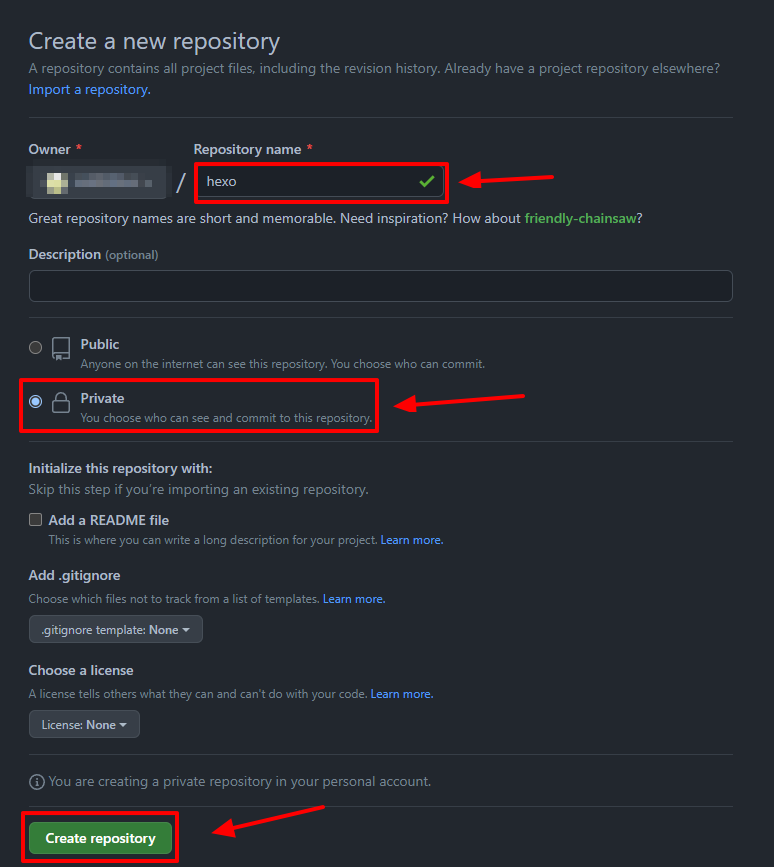 Create a new repository
A repository contains all project files, including the revision history. Already have a project repository elsewhere?
Import a repository.
Owner * Repository name *
/ hexo
Great repository names are short and memorable. Need inspiration? How about friendly-chainsaw?
Description (optional)
Public
Anyone on the internet can see this repository. You choose who can commit.
Private
You choose who can see and commit to this repository.
Initialize this repository with:
Skip this step if you're importing an existing repository.
Add a README file
This is where you can write a long description for your project. Learn more.
Add .gitignore
Choose which files not to track from a list of templates. Learn more.
.gitignore template: None
Choose a license
A license tells others what they can and can't do with your code. Learn more.
License: None
You are creating a private repository in your personal account.
Create repository